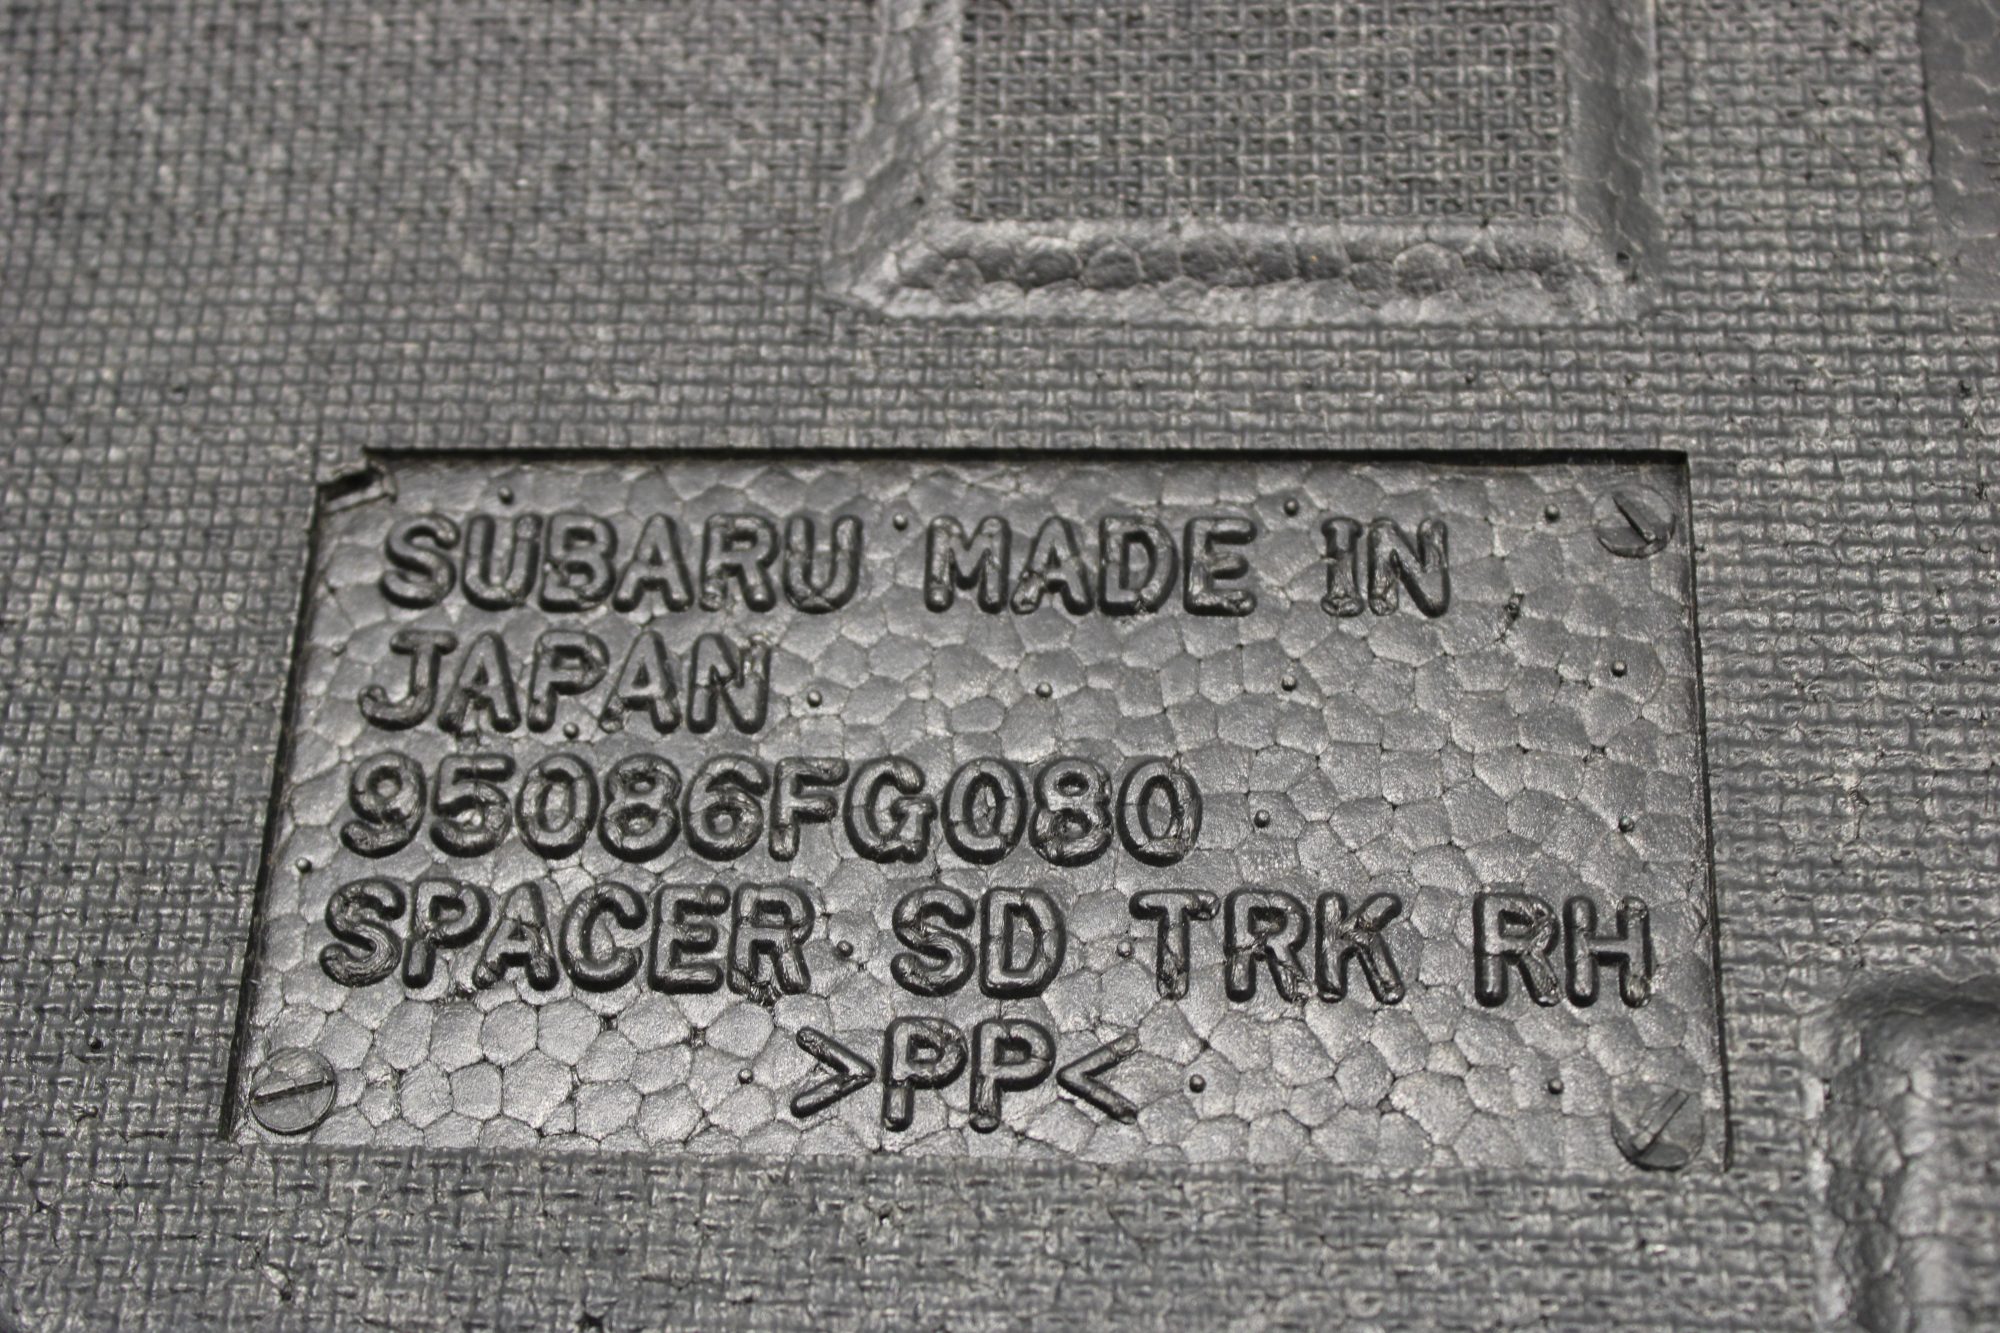 SUBARU MADE IN
JAPAN
95086FG080
SPACER SD TRK RH
>PP<